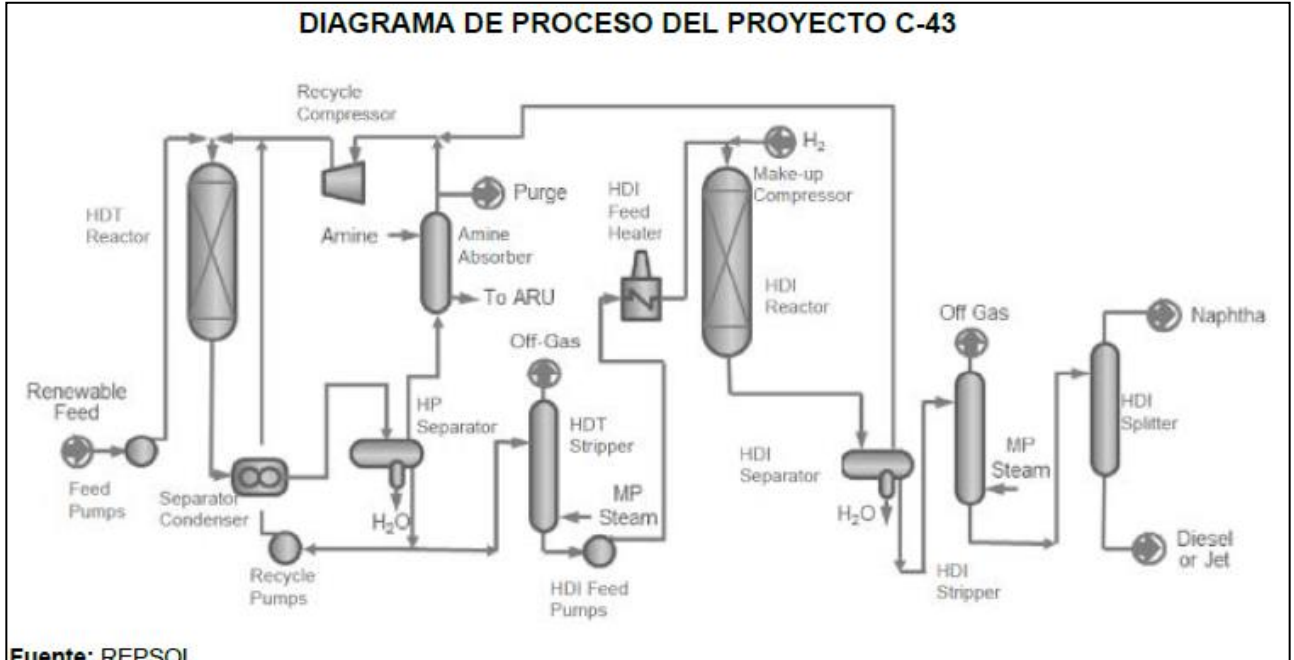 DIAGRAMA DE PROCESO DEL PROYECTO C-43
Recycle
Compressor
H₂
Make-up
Compressor
HDI
Feed
Heater
Purge
HDT
Reactor
Amine
Amine
Absorber
To ARU
HDI
Reactor
Off Gas
Naphtha
Off-Gas
Renewable
Feed
HP
Separator
HDT
Stripper
HDI
Splitter
HDI
Separator
MP
Steam
Feed
Pumps
Separator
Condenser
MP
Steam
H₂O
H₂O
Diesel
or Jet
Recycle
Pumps
HDI Feed
Pumps
HDI
Stripper
Fuente: REPSOL